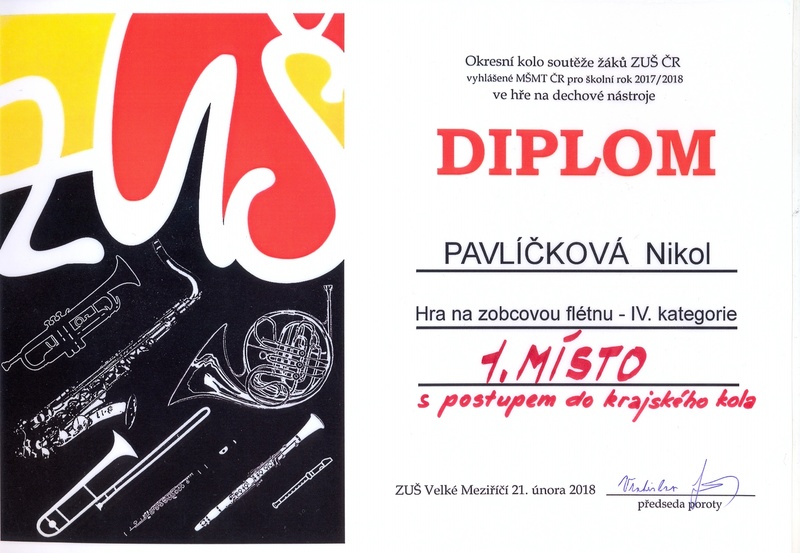 ZUŠ
Okresní kolo soutěže žáků ZUŠ ČR
vyhlášené MŠMT ČR pro školní rok 2017/2018
ve hře na dechové nástroje
DIPLOM
PAVLÍČKOVÁ Nikol
Hra na zobcovou flétnu - IV. kategorie
1. MÍSTO
s postupem do krajského kola
ZUŠ Velké Meziříčí 21. února 2018
předseda poroty